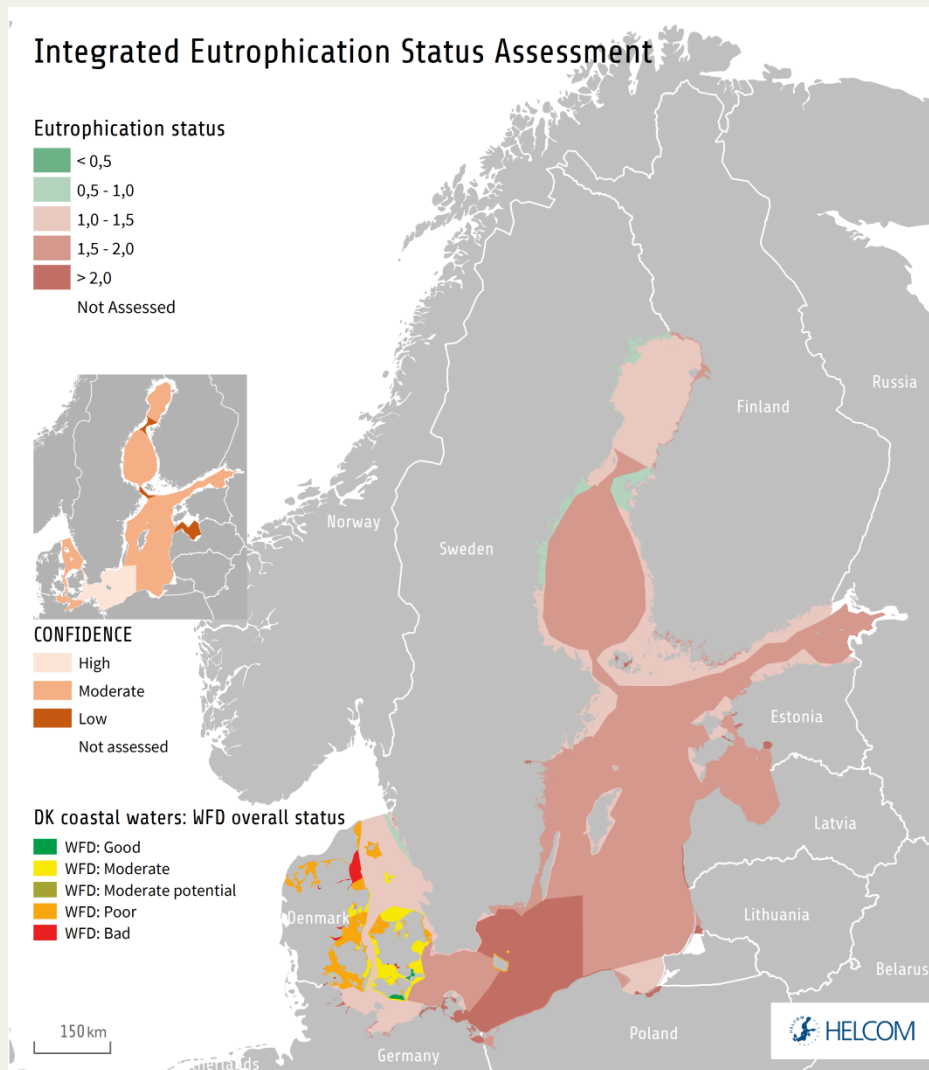 Integrated Eutrophication Status Assessment
Eutrophication status
< 0,5
0,5 - 1,0
1,0 - 1,5
1,5 - 2,0
> 2,0
Not Assessed
CONFIDENCE
High
Moderate
Low
Not assessed
DK coastal waters: WFD overall status
WFD: Good
WFD: Moderate
WFD: Moderate potential
WFD: Poor
WFD: Bad
150 km
Norway
Sweden
Finland
Russia
Estonia
Latvia
Lithuania
Belarus
Denmark
Poland
Germany
therlands
HELCOM
HELCOM